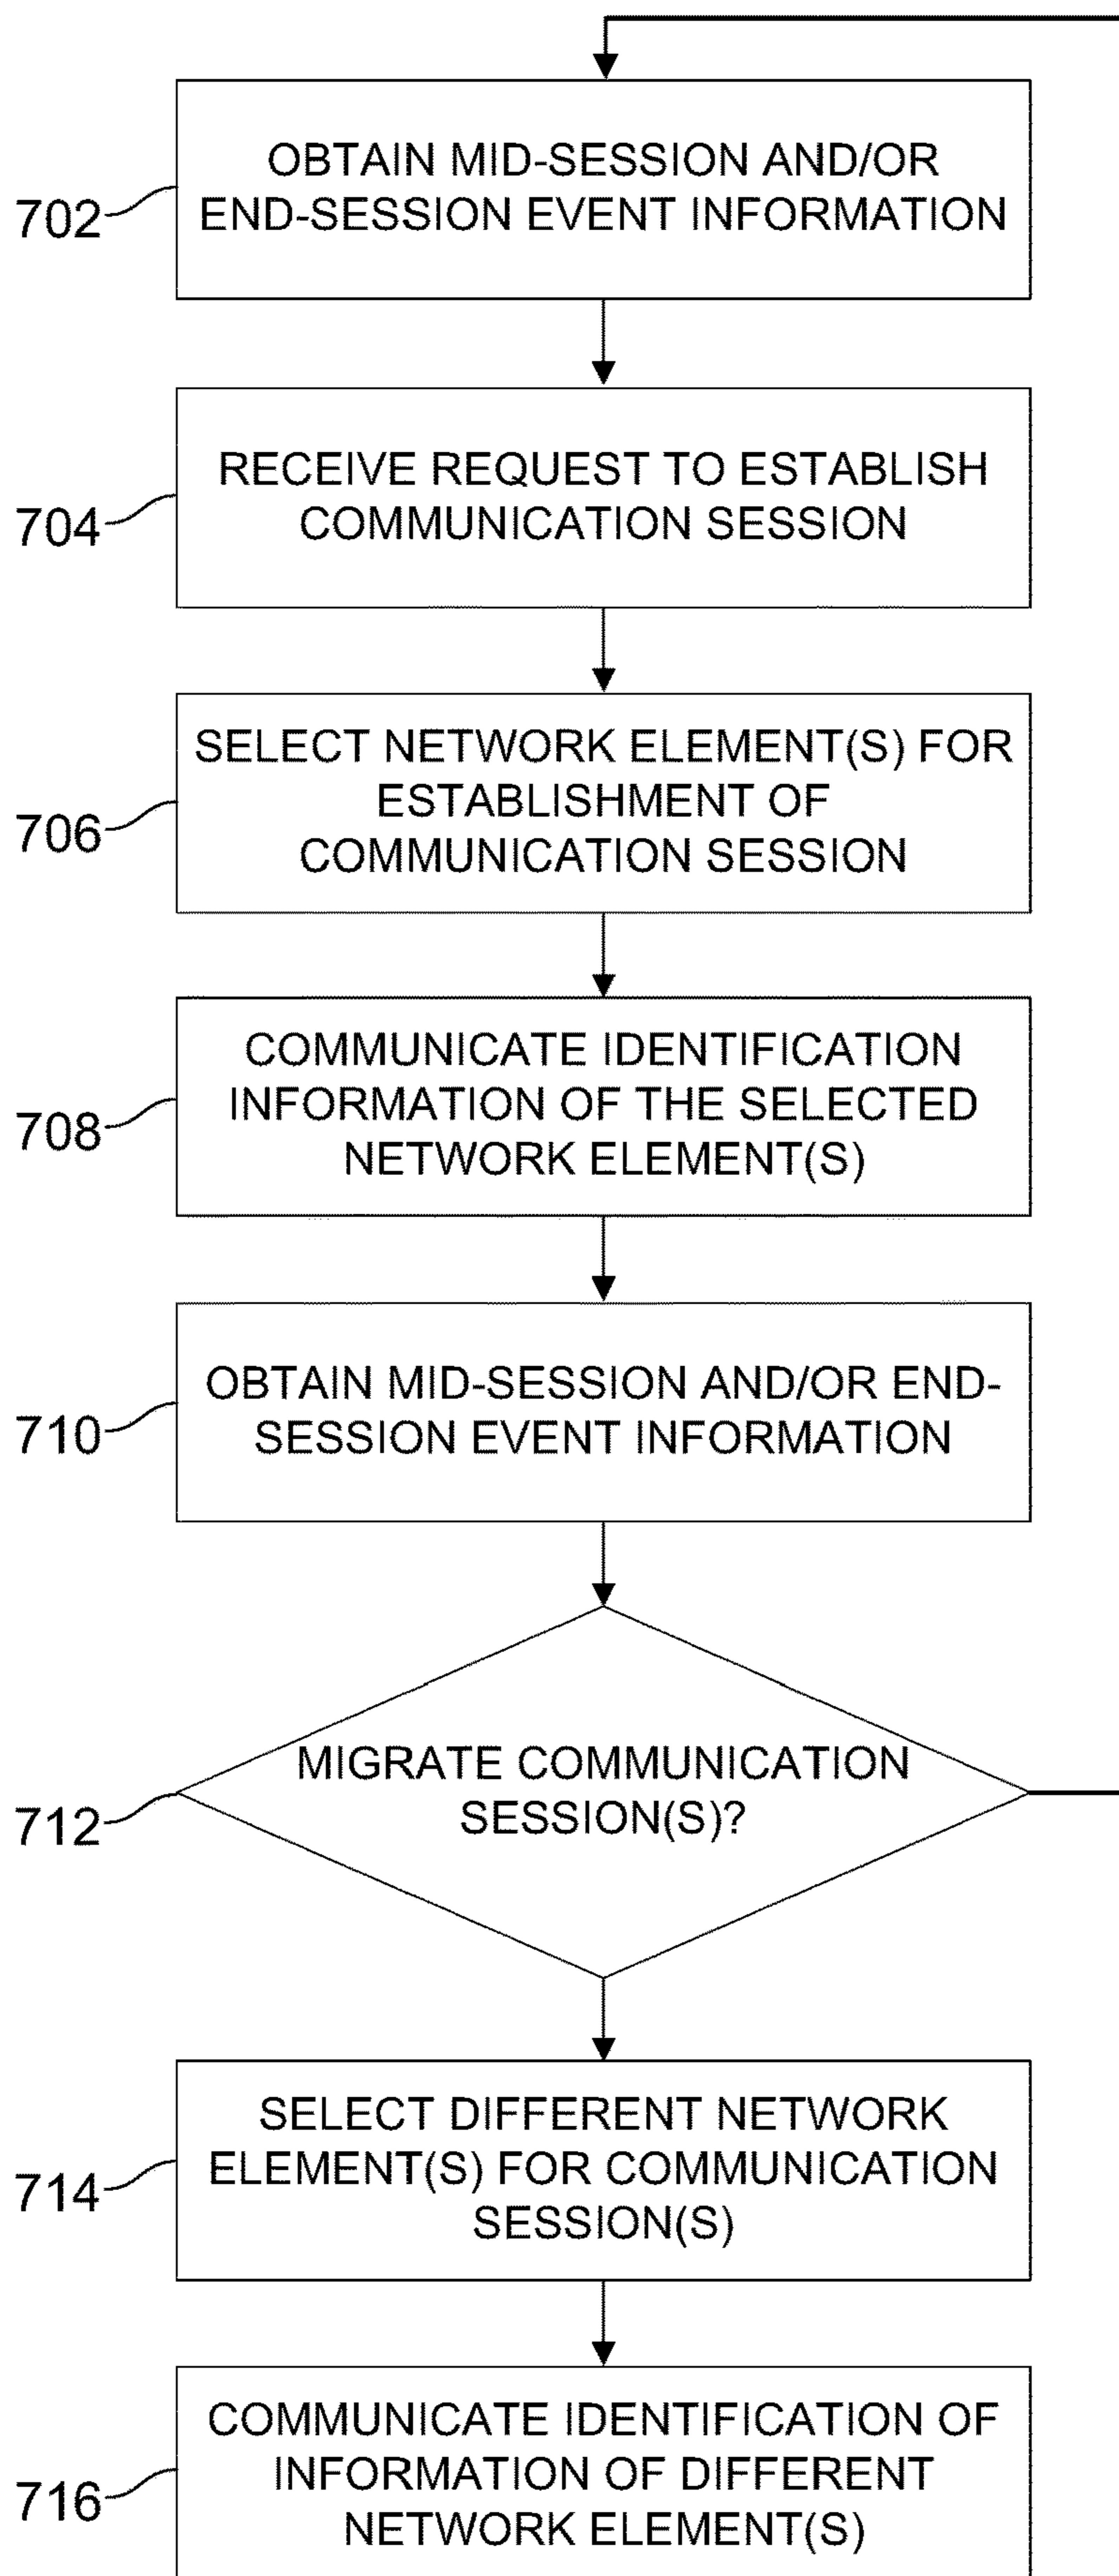 OBTAIN MID-SESSION AND/OR
END-SESSION EVENT INFORMATION
702
RECEIVE REQUEST TO ESTABLISH
COMMUNICATION SESSION
704
SELECT NETWORK ELEMENT(S) FOR
ESTABLISHMENT OF
COMMUNICATION SESSION
706
COMMUNICATE IDENTIFICATION
INFORMATION OF THE SELECTED
NETWORK ELEMENT(S)
708
OBTAIN MID-SESSION AND/OR END-
SESSION EVENT INFORMATION
710
MIGRATE COMMUNICATION
SESSION(S)?
712
SELECT DIFFERENT NETWORK
ELEMENT(S) FOR COMMUNICATION
SESSION(S)
714
COMMUNICATE IDENTIFICATION OF
INFORMATION OF DIFFERENT
NETWORK ELEMENT(S)
716